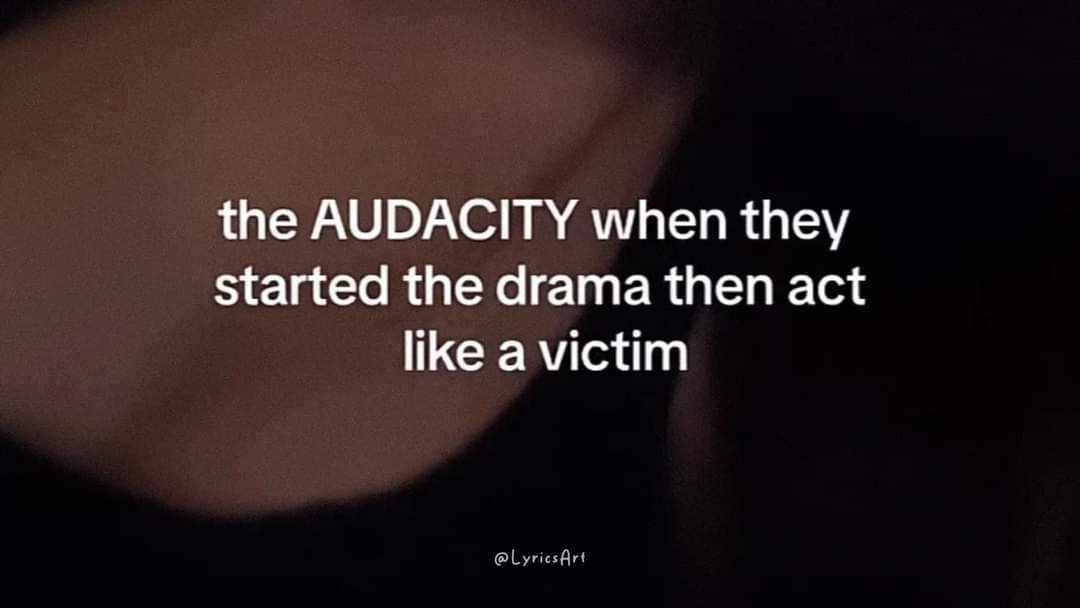 the AUDACITY when they
started the drama then act
like a victim
@LyricsArt